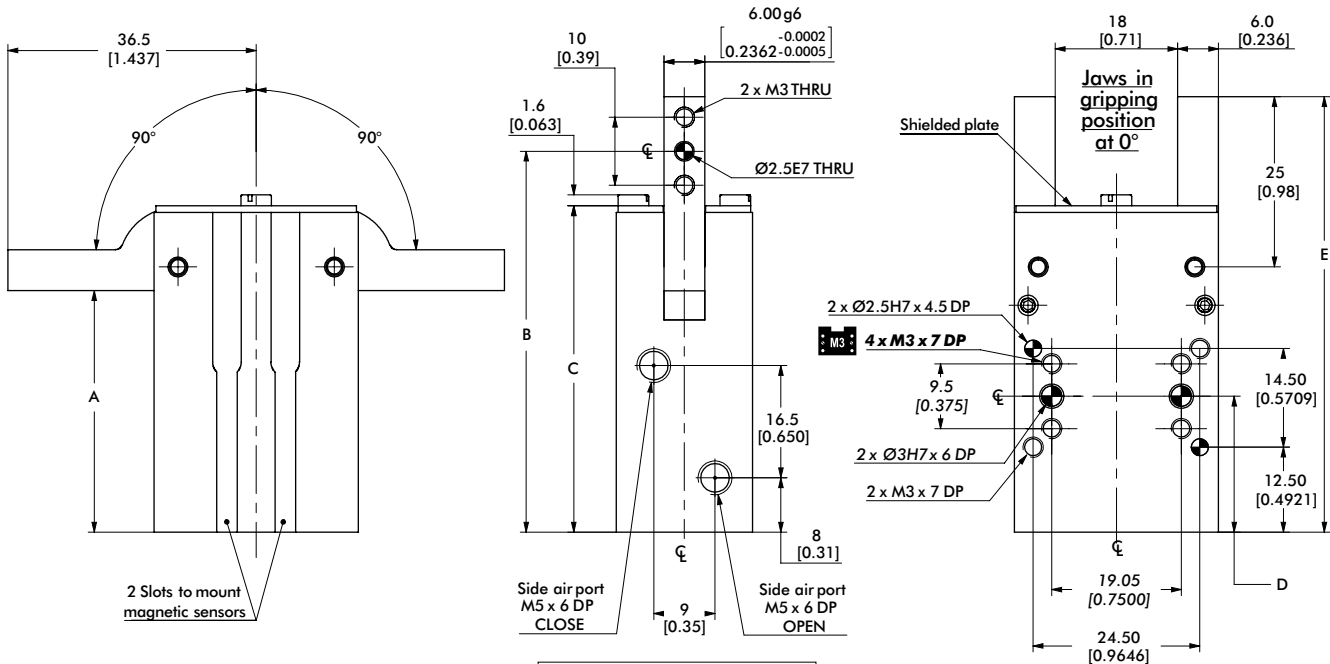 36.5
[1.437]
90°
90°
A
2 Slots to mount
magnetic sensors
6.00 g6
[0.2362 -0.0002
-0.0005]
10
[0.39]
2 x M3 THRU
1.6
[0.063]
℄
Ø2.5E7 THRU
B
C
16.5
[0.650]
8
[0.31]
℄
Side air port
M5 x 6 DP
CLOSE
9
[0.35]
Side air port
M5 x 6 DP
OPEN
18
[0.71]
6.0
[0.236]
Jaws in
gripping
position
at 0°
Shielded plate
25
[0.98]
E
2 x Ø2.5H7 x 4.5 DP
M3
4 x M3 x 7 DP
9.5
[0.375]
℄
14.50
[0.5709]
2 x Ø3H7 x 6 DP
2 x M3 x 7 DP
12.50
[0.4921]
℄
D
19.05
[0.7500]
24.50
[0.9646]